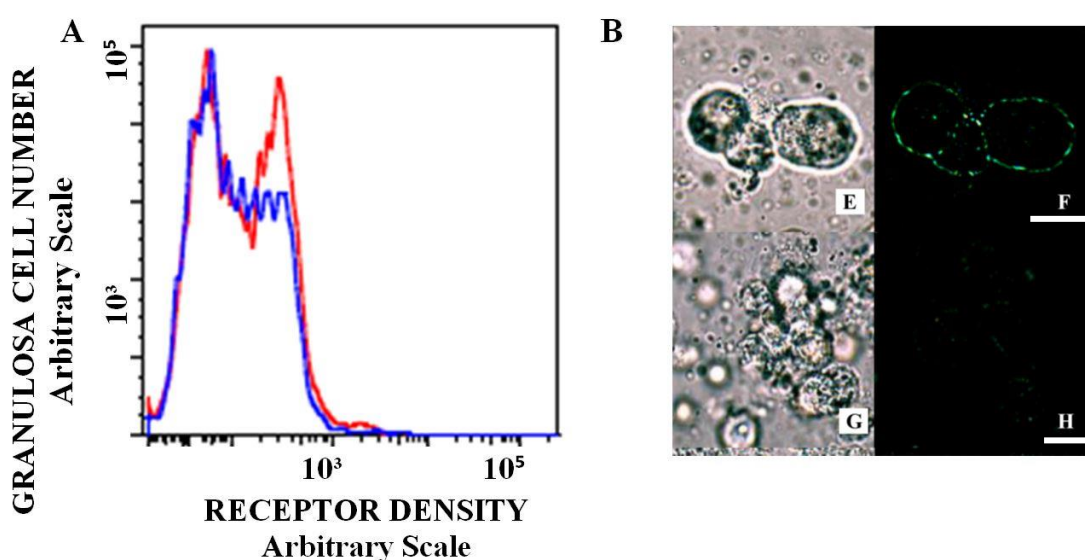 A
B
GRANULOSA CELL NUMBER
Arbitrary Scale
10⁵
10³
10³
10⁵
RECEPTOR DENSITY
Arbitrary Scale
E
F
G
H